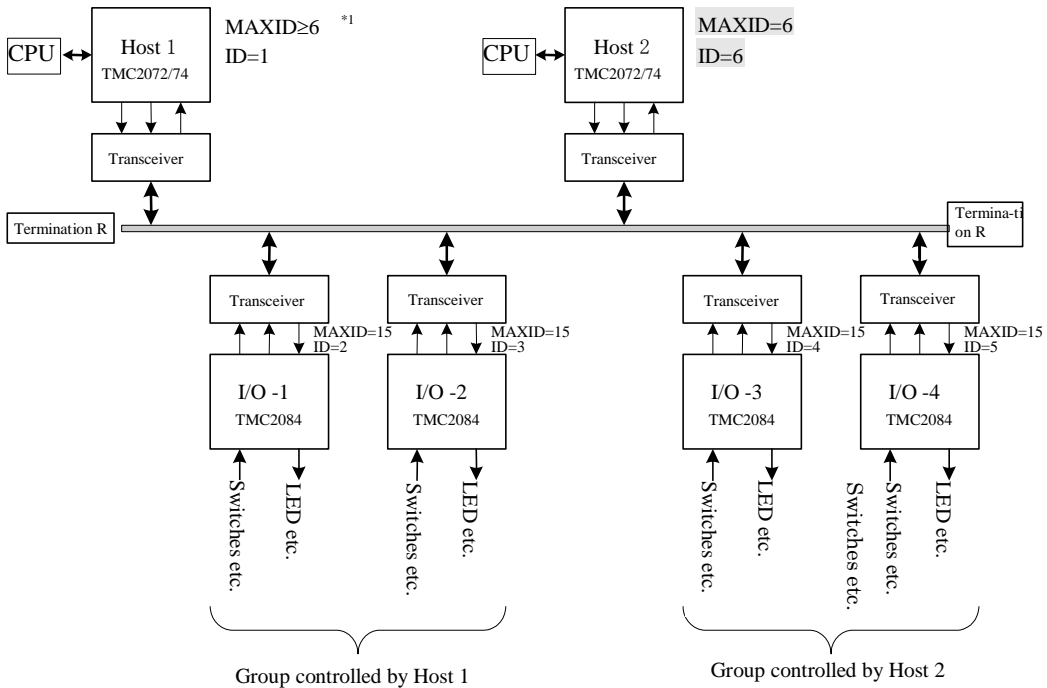 CPU
Host 1
TMC2072/74
MAXID≥6 *1
ID=1
CPU
Host 2
TMC2072/74
MAXID=6
ID=6
Transceiver
Transceiver
Termination R
Termina-ti
on R
Transceiver
Transceiver
Transceiver
Transceiver
MAXID=15
ID=2
MAXID=15
ID=3
MAXID=15
ID=4
MAXID=15
ID=5
I/O -1
TMC2084
I/O -2
TMC2084
I/O -3
TMC2084
I/O -4
TMC2084
Switches etc.
LED etc.
Switches etc.
LED etc.
Switches etc.
LED etc.
Switches etc.
Switches etc.
LED etc.
Group controlled by Host 1
Group controlled by Host 2